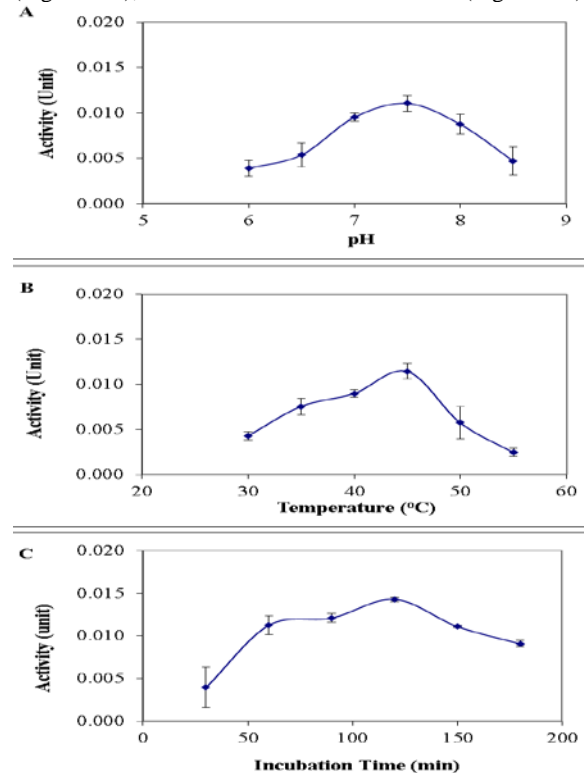 A
0.020
0.015
0.010
0.005
0.000
Activity (Unit)
5 6 7 8 9
pH
B
0.020
0.015
0.010
0.005
0.000
Activity (Unit)
20 30 40 50 60
Temperature (°C)
C
0.020
0.015
0.010
0.005
0.000
Activity (unit)
0 50 100 150 200
Incubation Time (min)